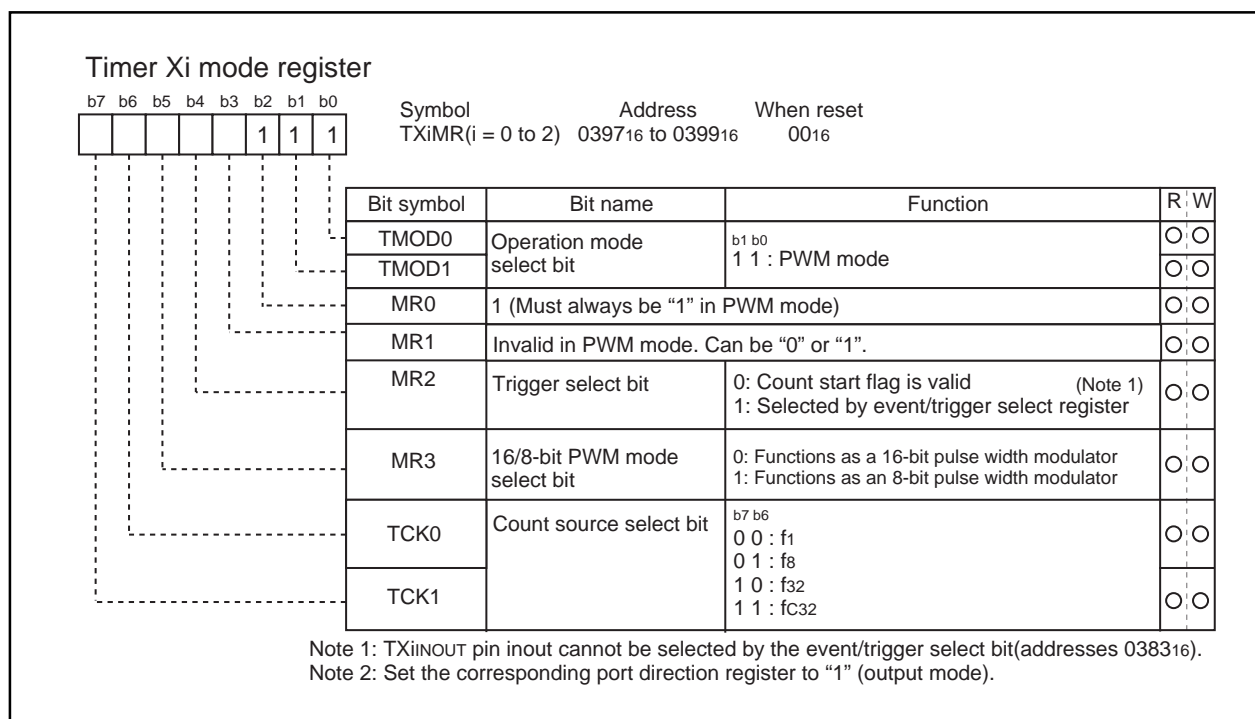 Timer Xi mode register
b7 b6 b5 b4 b3 b2 b1 b0
1 1 1
Symbol Address When reset
TXiMR(i = 0 to 2) 039716 to 039916 0016
Bit symbol Bit name Function R W
TMOD0 Operation mode select bit b1 b0
1 1 : PWM mode
TMOD1
MR0 1 (Must always be “1” in PWM mode)
MR1 Invalid in PWM mode. Can be “0” or “1”.
MR2 Trigger select bit 0: Count start flag is valid (Note 1)
1: Selected by event/trigger select register
MR3 16/8-bit PWM mode select bit 0: Functions as a 16-bit pulse width modulator
1: Functions as an 8-bit pulse width modulator
TCK0 Count source select bit b7 b6
0 0 : f1
0 1 : f8
TCK1 1 0 : f32
1 1 : fC32
Note 1: TXiINOUT pin inout cannot be selected by the event/trigger select bit(addresses 038316).
Note 2: Set the corresponding port direction register to “1” (output mode).